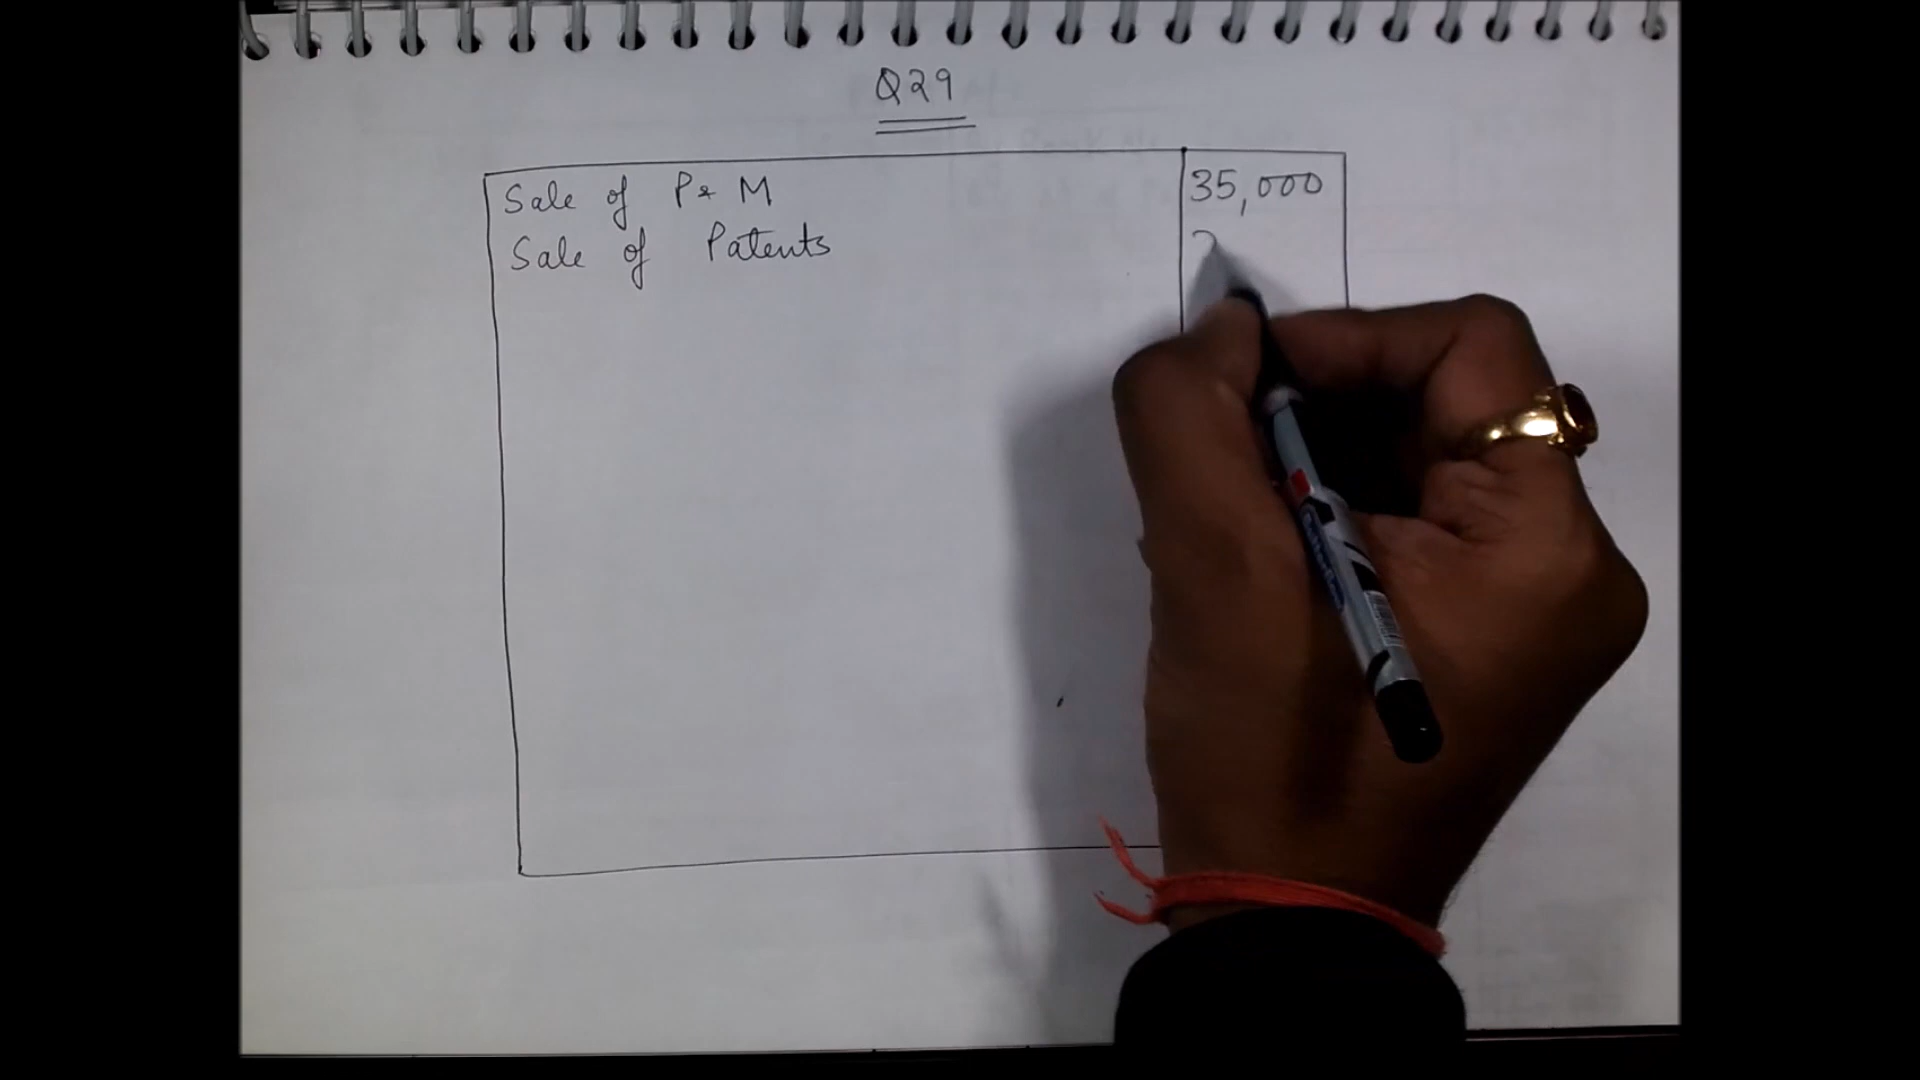 Q29
Sale of P & M 35,000
Sale of Patents